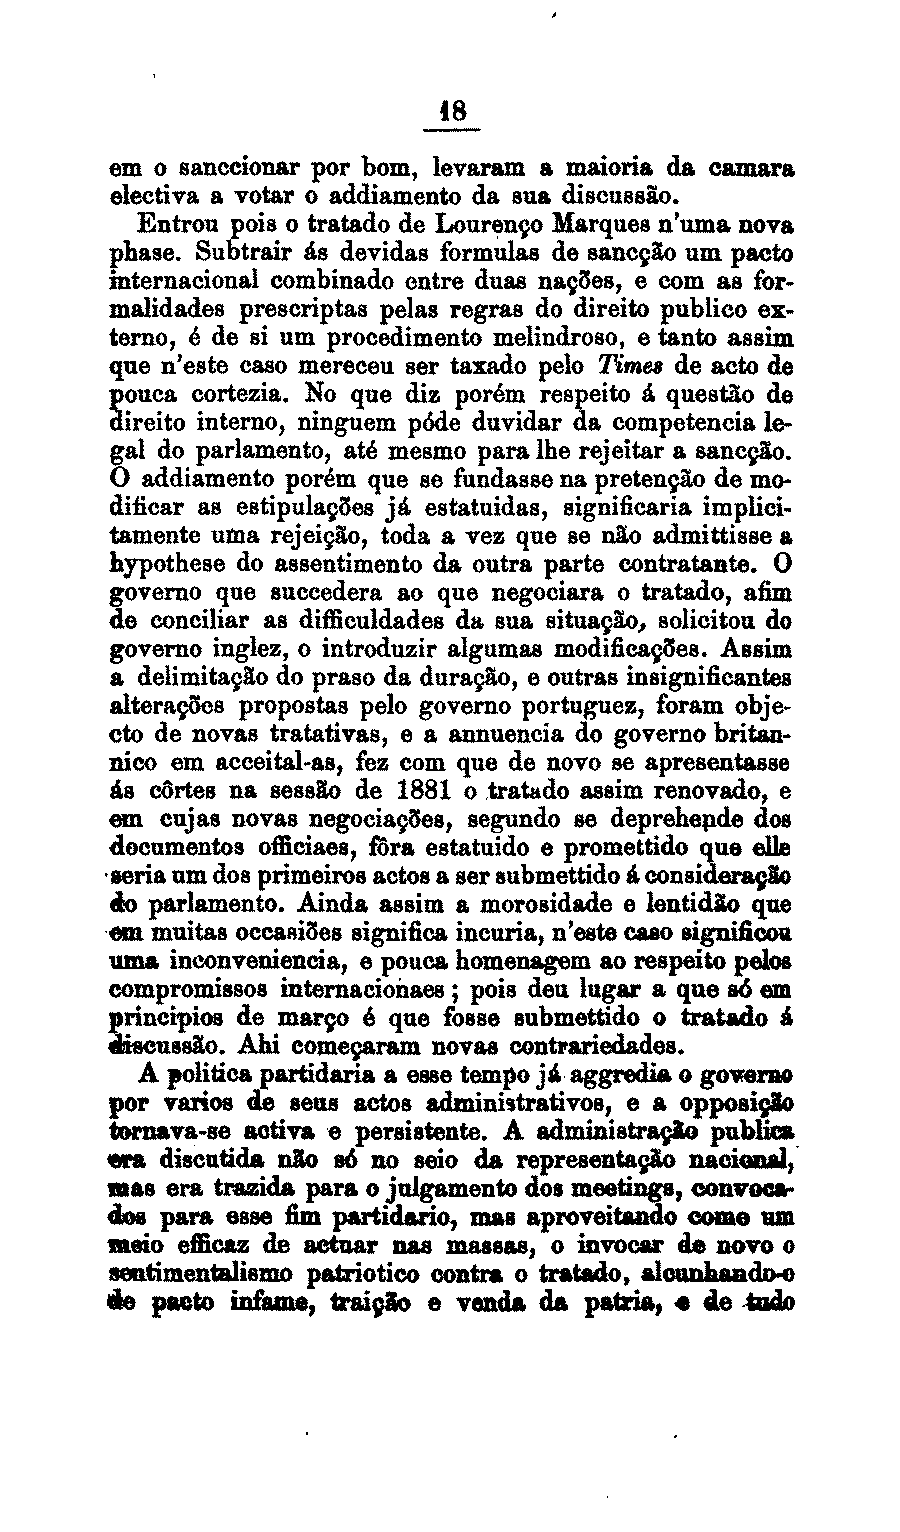 18
em o sanccionar por bom, levaram a maioria da camara
electiva a votar o addiamento da sua discussão.
Entrou pois o tratado de Lourenço Marques n'uma nova
phase. Subtrair ás devidas formulas de sancção um pacto
internacional combinado entre duas nações, e com as for-
malidades prescriptas pelas regras do direito publico ex-
terno, é de si um procedimento melindroso, e tanto assim
que n'este caso mereceu ser taxado pelo Times de acto de
pouca cortezia. No que diz porém respeito á questão de
direito interno, ninguem póde duvidar da competencia le-
gal do parlamento, até mesmo para lhe rejeitar a sancção.
O addiamento porém que se fundasse na pretenção de mo-
dificar as estipulações já estatuidas, significaria implici-
tamente uma rejeição, toda a vez que se não admittisse a
hypothese do assentimento da outra parte contratante. O
governo que succedera ao que negociara o tratado, afim
de conciliar as difficuldades da sua situação, solicitou do
governo inglez, o introduzir algumas modificações. Assim
a delimitação do praso da duração, e outras insignificantes
alterações propostas pelo governo portuguez, foram obje-
cto de novas tratativas, e a annuencia do governo britan-
nico em acceital-as, fez com que de novo se apresentasse
ás côrtes na sessão de 1881 o tratado assim renovado, e
em cujas novas negociações, segundo se deprehende dos
documentos officiaes, fôra estatuido e promettido que elle
seria um dos primeiros actos a ser submettido á consideração
do parlamento. Ainda assim a morosidade e lentidão que
em muitas occasiões significa incuria, n'este caso significou
uma inconveniencia, e pouca homenagem ao respeito pelos
compromissos internacionaes; pois deu lugar a que só em
principios de março é que fosse submettido o tratado á
discussão. Ahi começaram novas contrariedades.
A politica partidaria a esse tempo já aggredia o governo
por varios de seus actos administrativos, e a opposição
tornava-se activa e persistente. A administração publica
era discutida não só no seio da representação nacional,
mas era trazida para o julgamento dos meetings, convoca-
dos para esse fim partidario, mas aproveitando como um
meio efficaz de actuar nas massas, o invocar de novo o
sentimentalismo patriotico contra o tratado, alcunhando-o
de pacto infame, traição e venda da patria, e de tudo